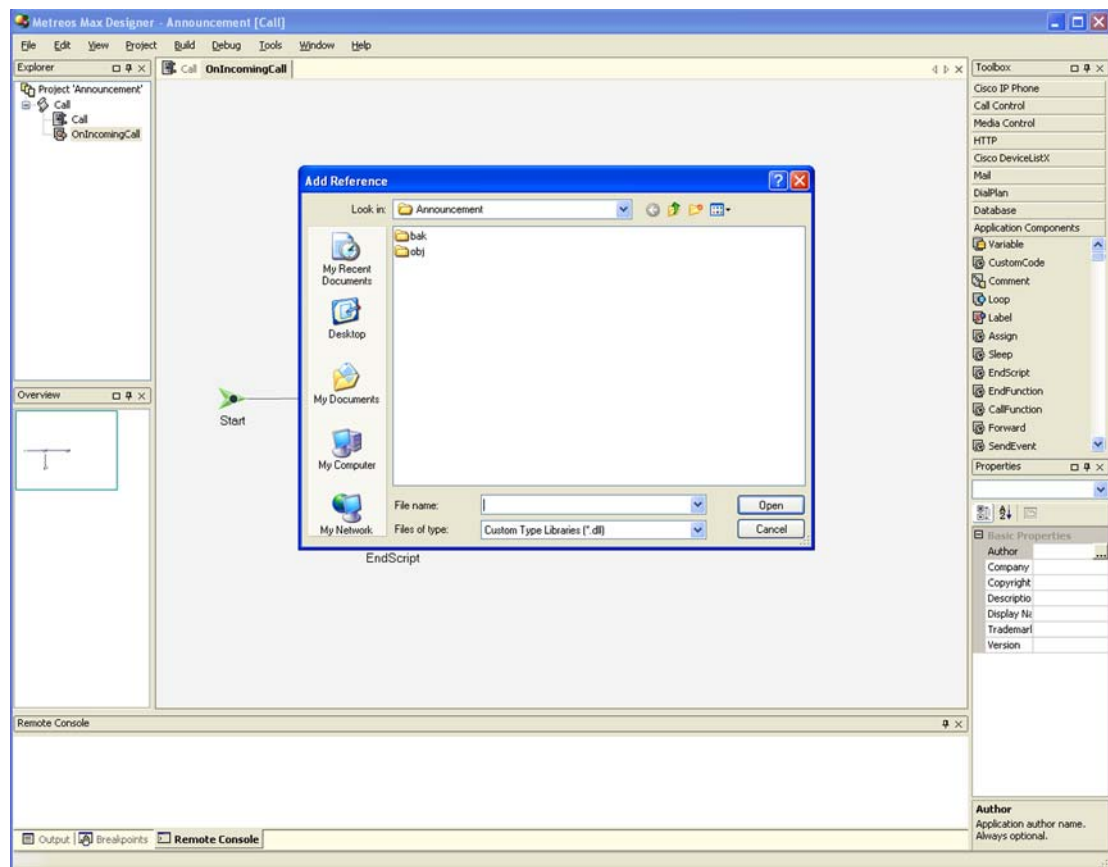 Metreos Max Designer - Announcement [Call]
File Edit View Project Build Debug Tools Window Help
Explorer
Project 'Announcement'
Call
Call
OnIncomingCall
Overview
Call OnIncomingCall
Start
EndScript
Add Reference
Look in: Announcement
bak
obj
My Recent
Documents
Desktop
My Documents
My Computer
My Network
File name:
Open
Files of type: Custom Type Libraries (*.dll)
Cancel
Toolbox
Cisco IP Phone
Call Control
Media Control
HTTP
Cisco DeviceListX
Mail
DialPlan
Database
Application Components
Variable
CustomCode
Comment
Loop
Label
Assign
Sleep
EndScript
EndFunction
CallFunction
Forward
SendEvent
Properties
Basic Properties
Author
Company
Copyright
Descriptio
Display Na
Trademarl
Version
Author
Application author name.
Always optional.
Remote Console
Output Breakpoints Remote Console